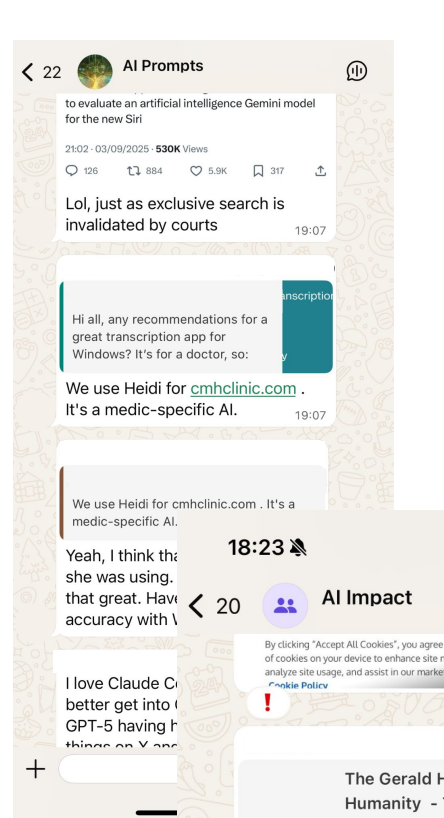 22
AI Prompts
to evaluate an artificial intelligence Gemini model
for the new Siri
21:02 · 03/09/2025 · 530K Views
126 884 5.9K 317
Lol, just as exclusive search is
invalidated by courts
19:07
Hi all, any recommendations for a
great transcription app for
Windows? It's for a doctor, so:
We use Heidi for cmhclinic.com .
It's a medic-specific AI.
19:07
We use Heidi for cmhclinic.com . It's a
medic-specific AI.
Yeah, I think
she was using.
that great. Have
accuracy with
I love Claude
better get into
GPT-5 having
things on X and
18:23
20
AI Impact
By clicking "Accept All Cookies", you agree
of cookies on your device to enhance site
analyze site usage, and assist in our
Cookie Policy
The Gerald
Humanity -